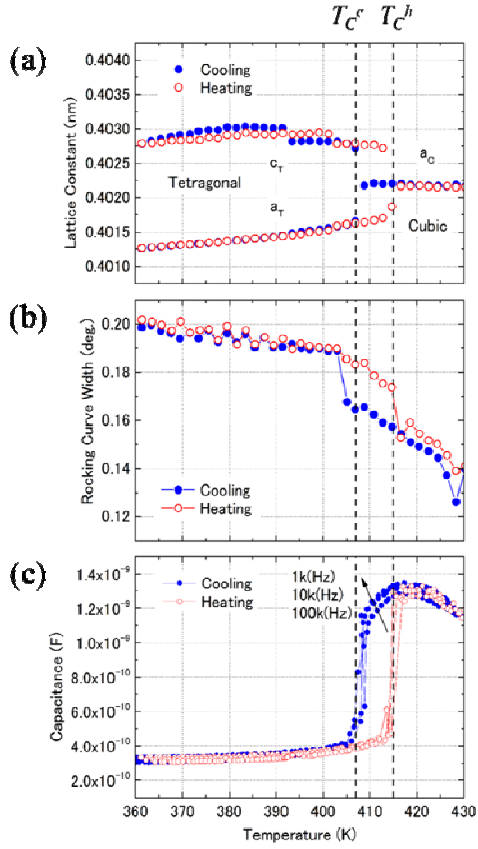 T_C^c T_C^h
(a)
0.4040
0.4035
0.4030
0.4025
0.4020
0.4015
0.4010
Lattice Constant (nm)
Cooling
Heating
c_T
a_C
Tetragonal
a_T
Cubic
(b)
0.20
0.18
0.16
0.14
0.12
Rocking Curve Width (deg.)
Cooling
Heating
(c)
1.4x10⁻⁹
1.2x10⁻⁹
1.0x10⁻⁹
8.0x10⁻¹⁰
6.0x10⁻¹⁰
4.0x10⁻¹⁰
2.0x10⁻¹⁰
Capacitance (F)
Cooling
Heating
1k(Hz)
10k(Hz)
100k(Hz)
360 370 380 390 400 410 420 430
Temperature (K)